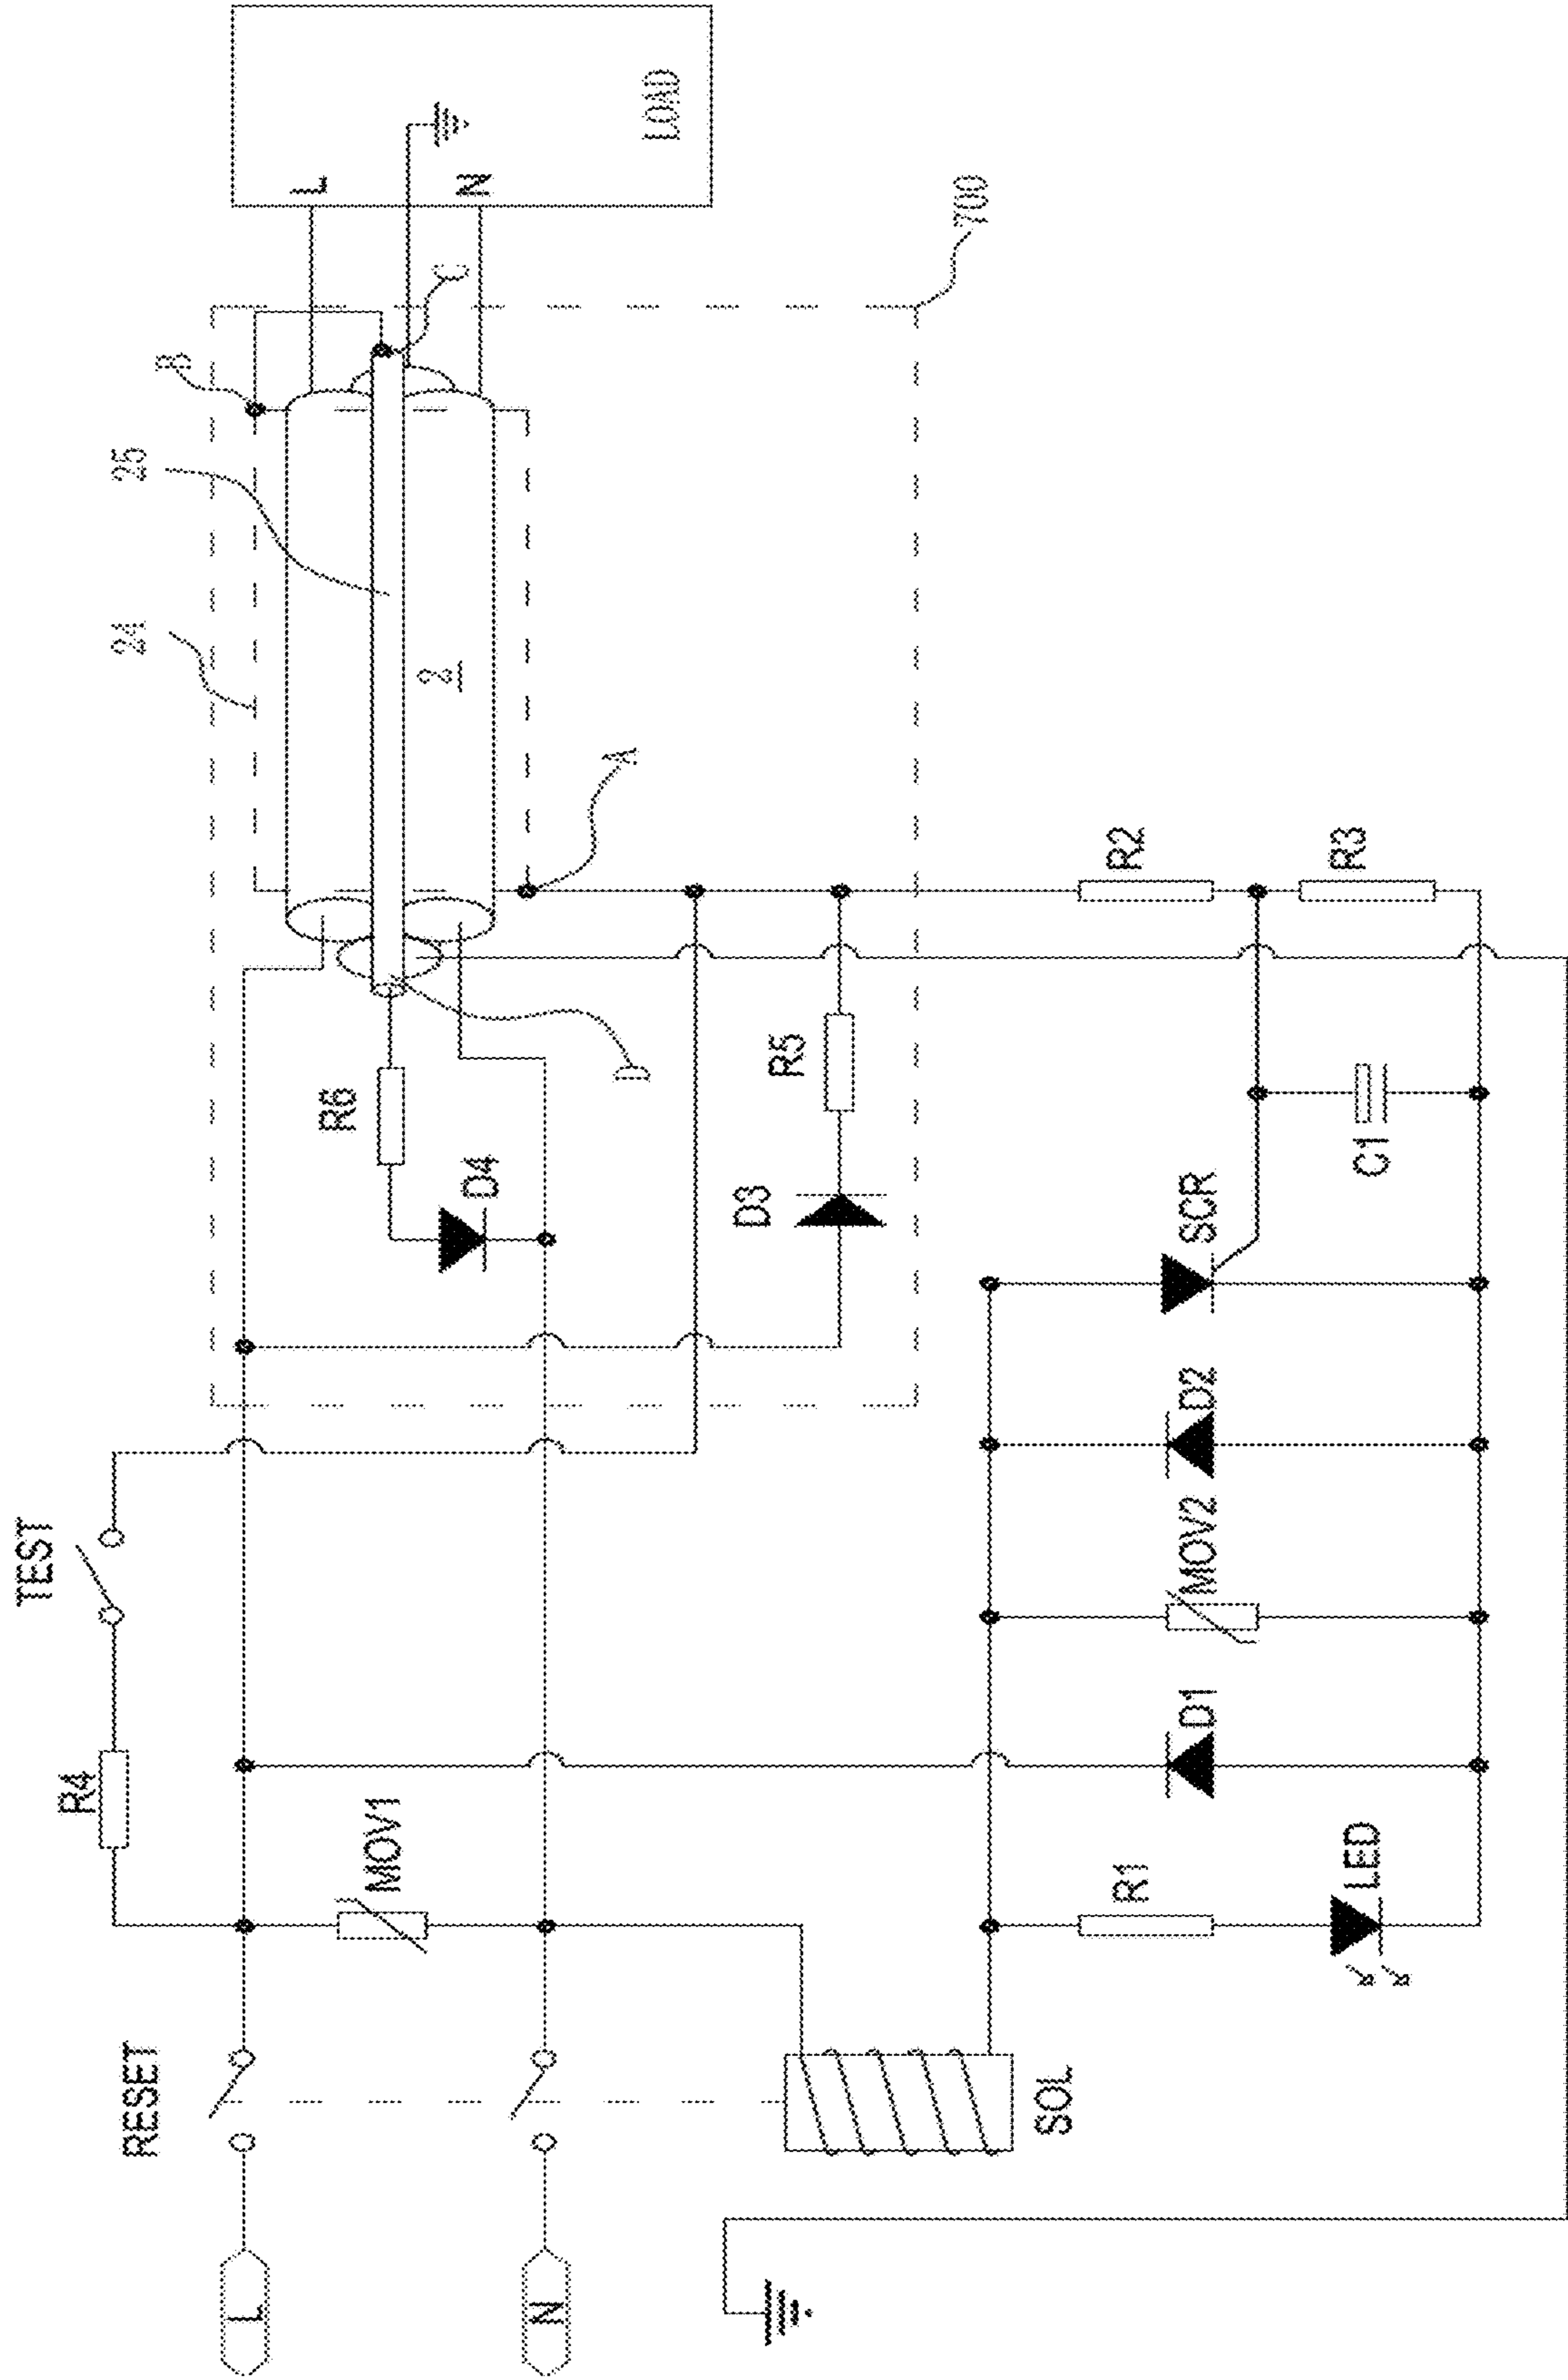 TEST
R4
RESET
L
N
MOV1
SOL
R1
LED
D1
MOV2
D2
SCR
C1
R2
R3
D3
R5
D4
R6
D
A
24
25
2
B
C
700
L
N
LOAD